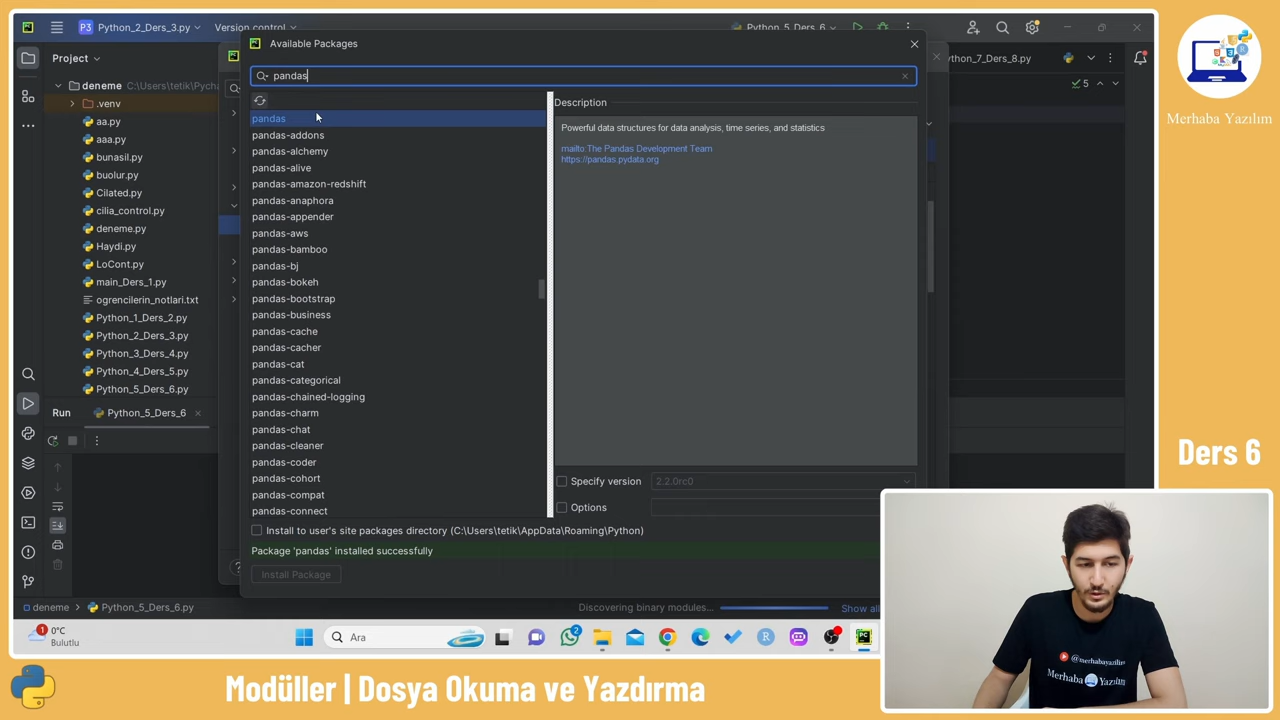 P3 Python_2_Ders_3.py
Version control
Python_5_Ders_6
Available Packages
Project
pandas
deneme C:\Users\tetik\Pych
.venv
aa.py
aaa.py
bunasil.py
buolur.py
Cilated.py
cilia_control.py
deneme.py
Haydi.py
LoCont.py
main_Ders_1.py
ogrencilerin_notlari.txt
Python_1_Ders_2.py
Python_2_Ders_3.py
Python_3_Ders_4.py
Python_4_Ders_5.py
Python_5_Ders_6.py
pandas
pandas-addons
pandas-alchemy
pandas-alive
pandas-amazon-redshift
pandas-anaphora
pandas-appender
pandas-aws
pandas-bamboo
pandas-bj
pandas-bokeh
pandas-bootstrap
pandas-business
pandas-cache
pandas-cacher
pandas-cat
pandas-categorical
pandas-chained-logging
pandas-charm
pandas-chat
pandas-cleaner
pandas-coder
pandas-cohort
pandas-compat
pandas-connect
Description
Powerful data structures for data analysis, time series, and statistics
mailto:The Pandas Development Team
https://pandas.pydata.org
Specify version 2.2.0rc0
Options
Install to user's site packages directory (C:\Users\tetik\AppData\Roaming\Python)
Package 'pandas' installed successfully
Install Package
?
ython_7_Ders_8.py
5
Run Python_5_Ders_6
deneme > Python_5_Ders_6.py
Discovering binary modules...
Show all
1
0°C
Bulutlu
Ara
Merhaba Yazılım
Ders 6
@merhabayazilim
Merhaba Yazılım
Modüller | Dosya Okuma ve Yazdırma